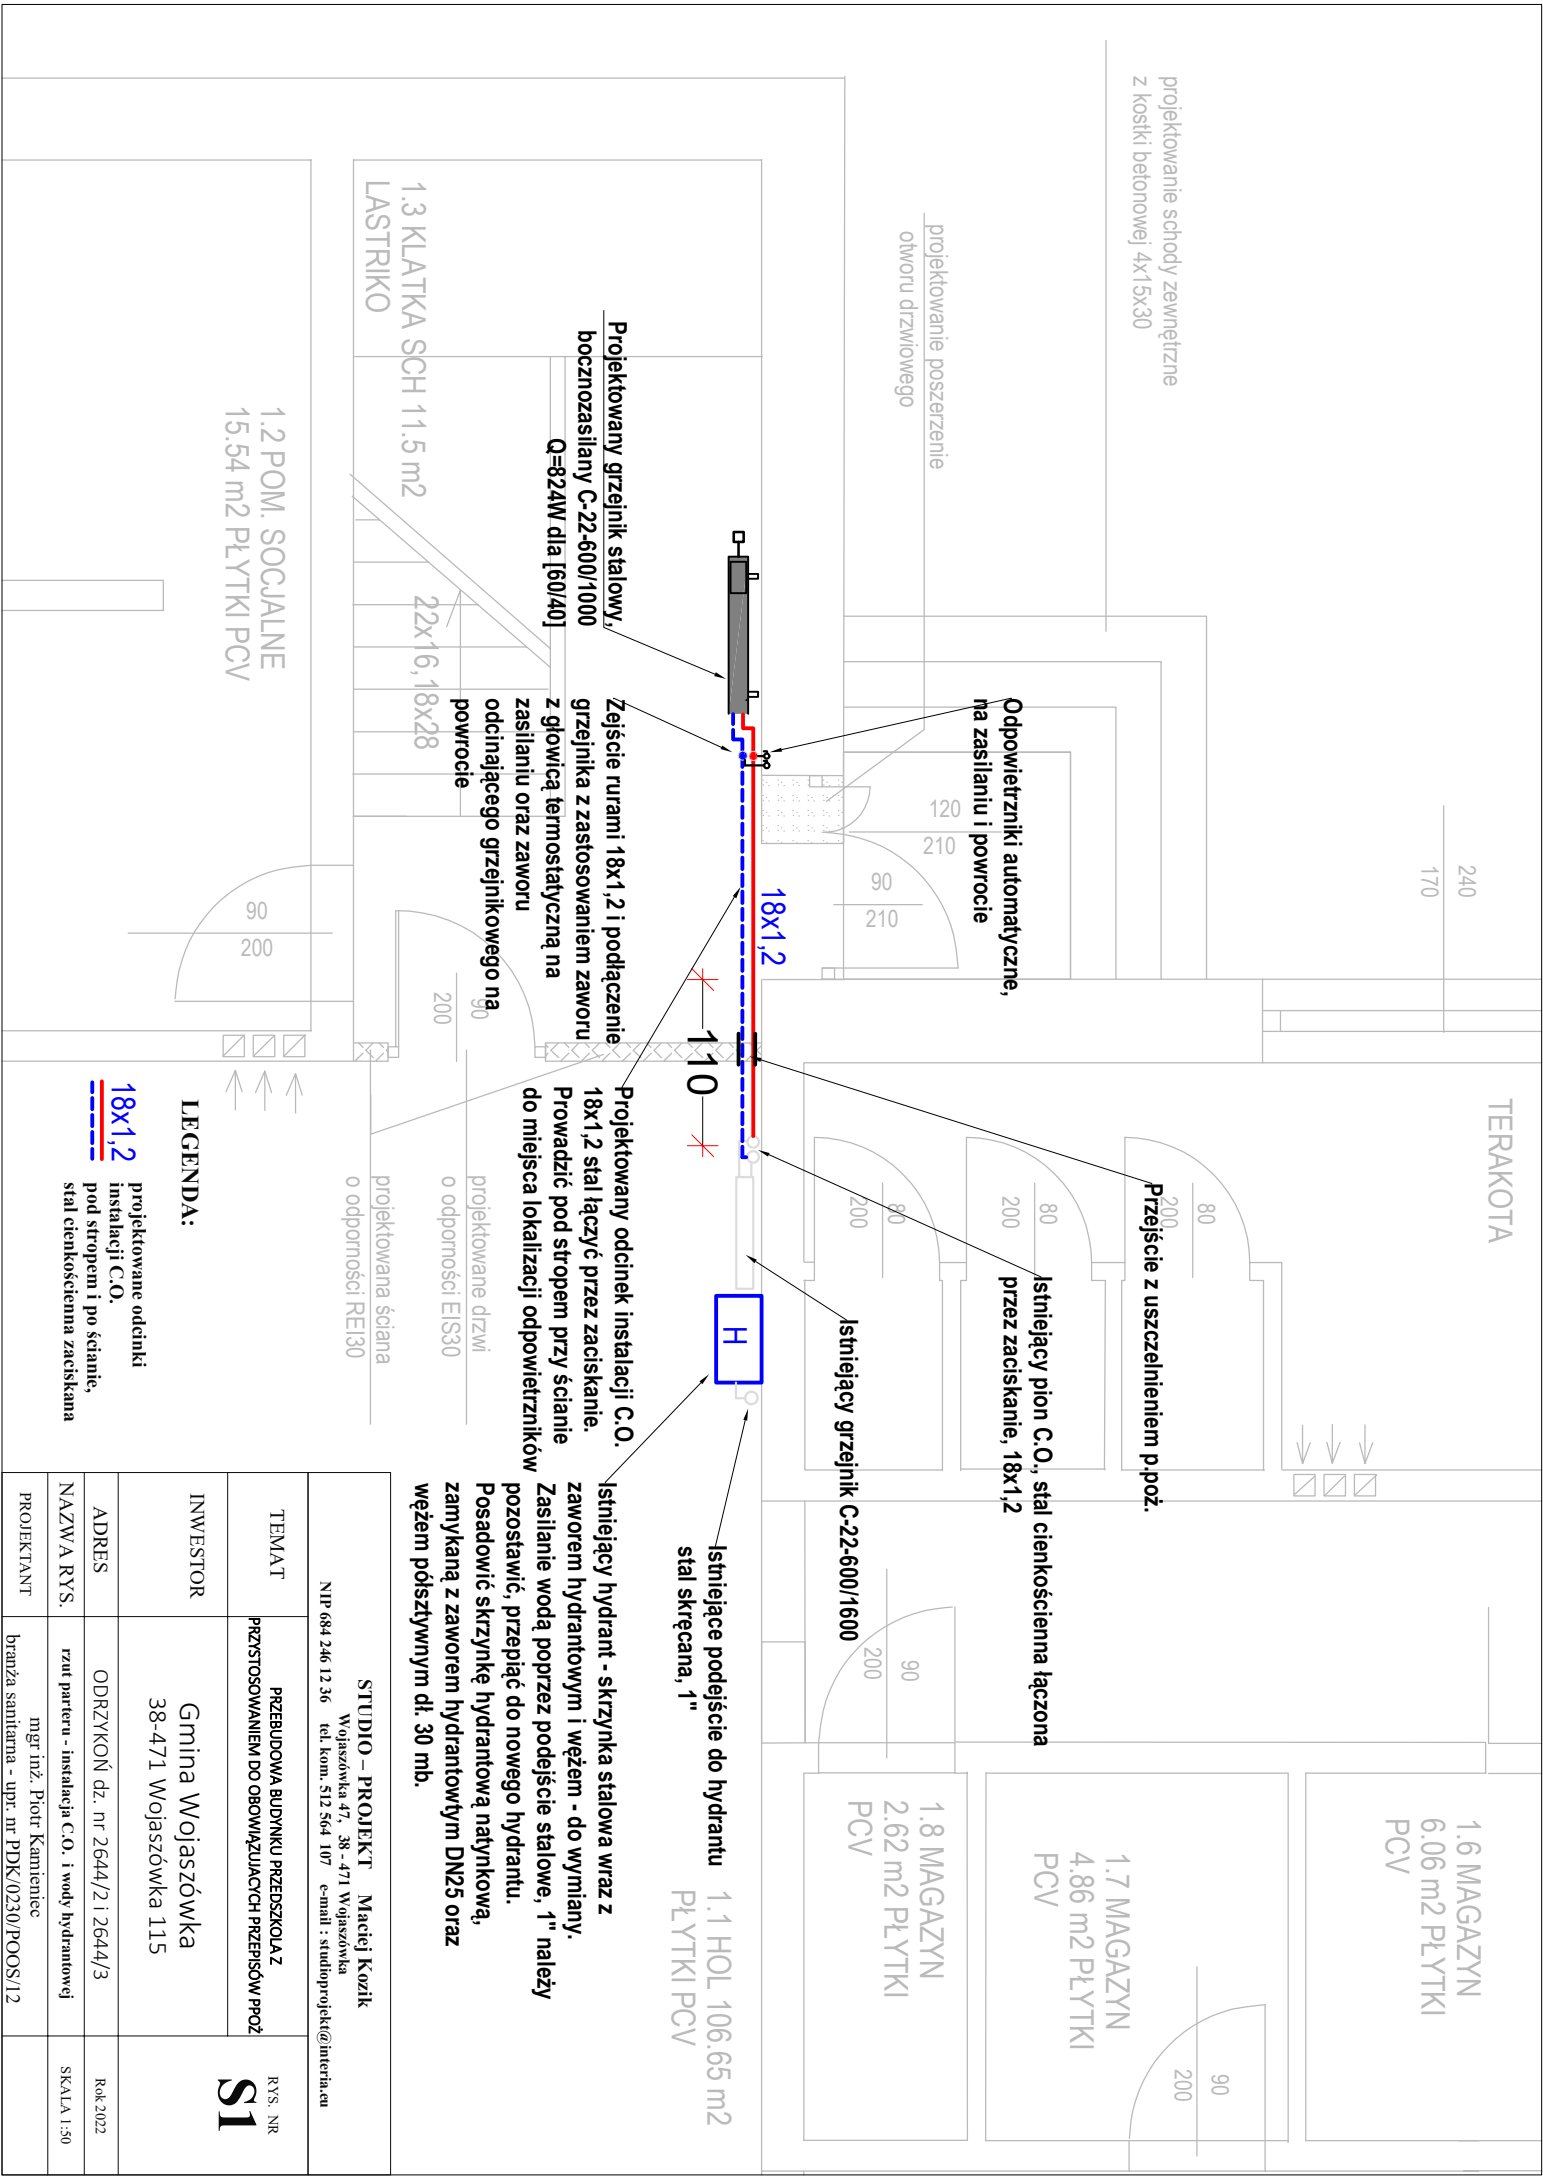 projektowanie schody zewnętrzne
z kostki betonowej 4x15x30
projektowanie poszerzenie
otworu drzwiowego
240
170
TERAKOTA
Odpowietrzniki automatyczne,
na zasilaniu i powrocie
120
210
90
210
Przejście z uszczelnieniem p.poż.
80
200
80
200
80
200
Istniejący pion C.O., stal cienkościenna łączona
przez zaciskanie, 18x1,2
Istniejący grzejnik C-22-600/1600
1.6 MAGAZYN
6.06 m2 PŁYTKI
PCV
1.7 MAGAZYN
4.86 m2 PŁYTKI
PCV
1.8 MAGAZYN
2.62 m2 PŁYTKI
PCV
90
200
90
200
18x1,2
110
H
Istniejące podejście do hydrantu
stal skręcana, 1"
1.1 HOL 106.65 m2
PŁYTKI PCV
Projektowany grzejnik stalowy,
bocznozasilany C-22-600/1000
Q=824W dla [60/40]
Zejście rurami 18x1,2 i podłączenie
grzejnika z zastosowaniem zaworu
z głowicą termostatyczną na
zasilaniu oraz zaworu
odcinającego grzejnikowego na
powrocie
Projektowany odcinek instalacji C.O.
18x1,2 stal łączyć przez zaciskanie.
Prowadzić pod stropem przy ścianie
do miejsca lokalizacji odpowietrzników
Istniejący hydrant - skrzynka stalowa wraz z
zaworem hydrantowym i wężem - do wymiany.
Zasilanie wodą poprzez podejście stalowe, 1" należy
pozostawić, przepiąć do nowego hydrantu.
Posadowić skrzynkę hydrantową natynkową,
zamykaną z zaworem hydrantowtym DN25 oraz
wężem półsztywnym dł. 30 mb.
1.3 KLATKA SCH 11.5 m2
LASTRIKO
22x16,18x28
1.2 POM. SOCJALNE
15.54 m2 PŁYTKI PCV
90
200
90
200
projektowane drzwi
o odporności EIS30
projektowana ściana
o odporności REI30
LEGENDA:
18x1,2
projektowane odcinki
instalacji C.O.
pod stropem i po ścianie,
stal cienkościenna zaciskana
STUDIO – PROJEKT Maciej Kozik
Wojaszówka 47, 38 - 471 Wojaszówka
NIP 684 246 12 36 tel. kom. 512 564 107 e-mail : studioprojekt@interia.eu
TEMAT
PRZEBUDOWA BUDYNKU PRZEDSZKOLA Z
PRZYSTOSOWANIEM DO OBOWIĄZUJACYCH PRZEPISÓW PPOŻ
RYS. NR
S1
INWESTOR
Gmina Wojaszówka
38-471 Wojaszówka 115
ADRES
ODRZYKOŃ dz. nr 2644/2 i 2644/3
Rok 2022
NAZWA RYS.
rzut parteru - instalacja C.O. i wody hydrantowej
SKALA 1:50
PROJEKTANT
mgr inż. Piotr Kamieniec
branża sanitarna - upr. nr PDK/0230/POOS/12